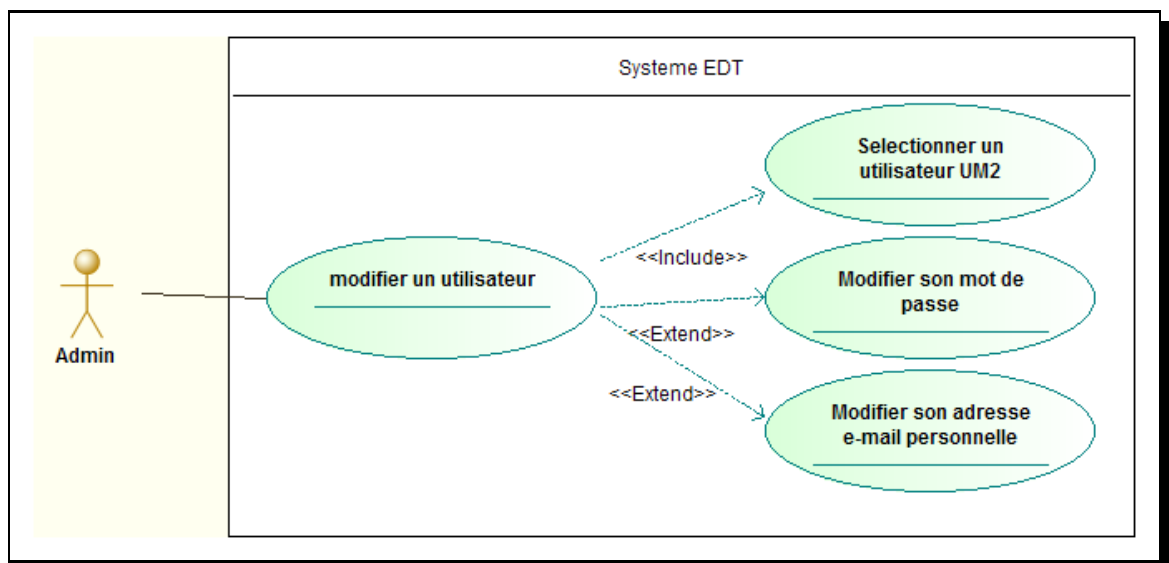 Systeme EDT
Selectionner un
utilisateur UM2
<<Include>>
modifier un utilisateur
Modifier son mot de
passe
<<Extend>>
Admin
<<Extend>>
Modifier son adresse
e-mail personnelle